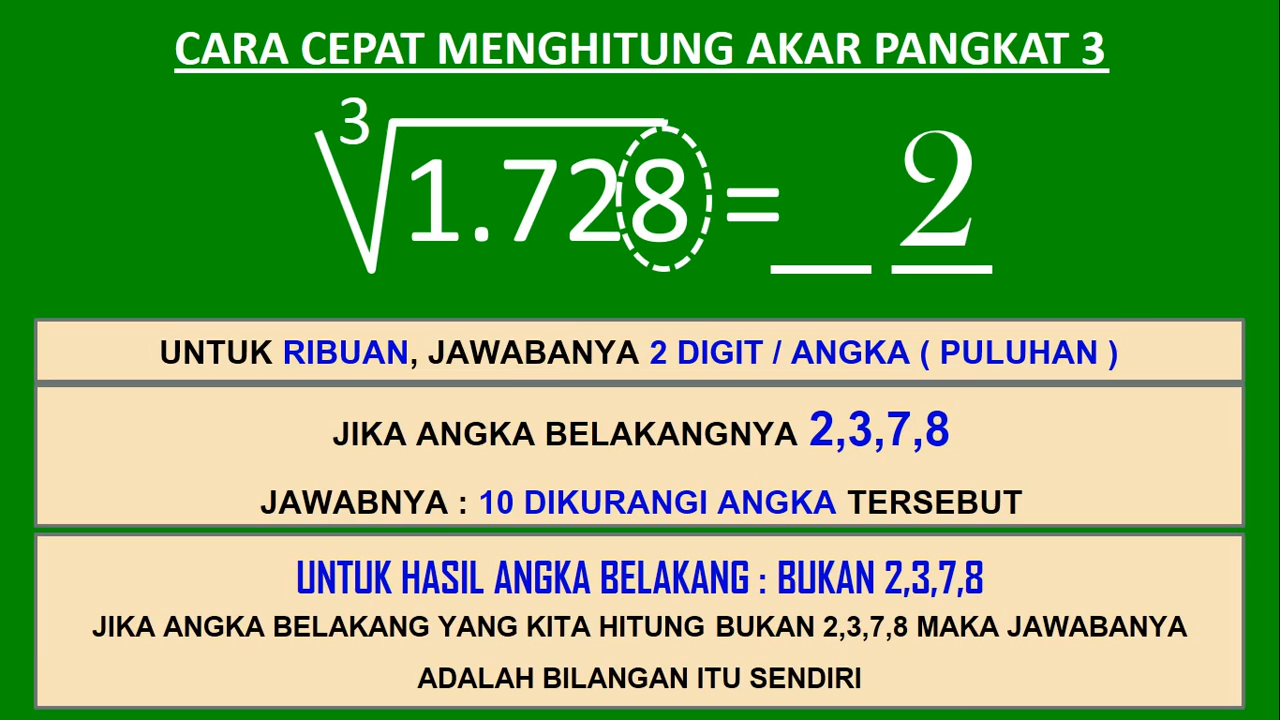 CARA CEPAT MENGHITUNG AKAR PANGKAT 3
3√1.728 = _ 2
UNTUK RIBUAN, JAWABANYA 2 DIGIT / ANGKA ( PULUHAN )
JIKA ANGKA BELAKANGNYA 2,3,7,8
JAWABNYA : 10 DIKURANGI ANGKA TERSEBUT
UNTUK HASIL ANGKA BELAKANG : BUKAN 2,3,7,8
JIKA ANGKA BELAKANG YANG KITA HITUNG BUKAN 2,3,7,8 MAKA JAWABANYA
ADALAH BILANGAN ITU SENDIRI